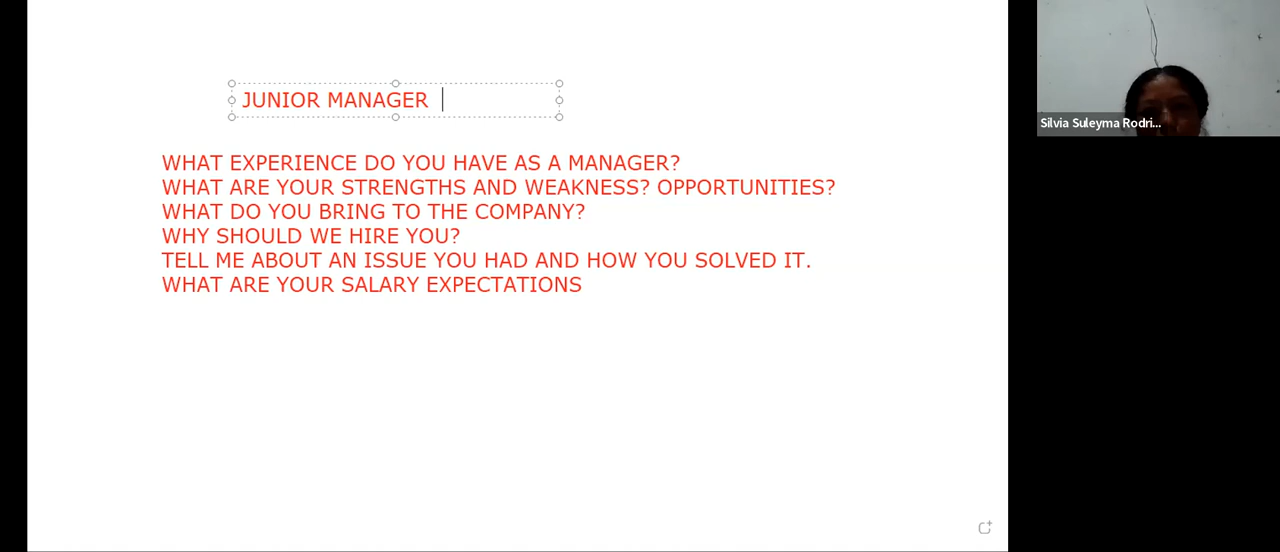 JUNIOR MANAGER
WHAT EXPERIENCE DO YOU HAVE AS A MANAGER?
WHAT ARE YOUR STRENGTHS AND WEAKNESS? OPPORTUNITIES?
WHAT DO YOU BRING TO THE COMPANY?
WHY SHOULD WE HIRE YOU?
TELL ME ABOUT AN ISSUE YOU HAD AND HOW YOU SOLVED IT.
WHAT ARE YOUR SALARY EXPECTATIONS
Silvia Suleyma Rodri...